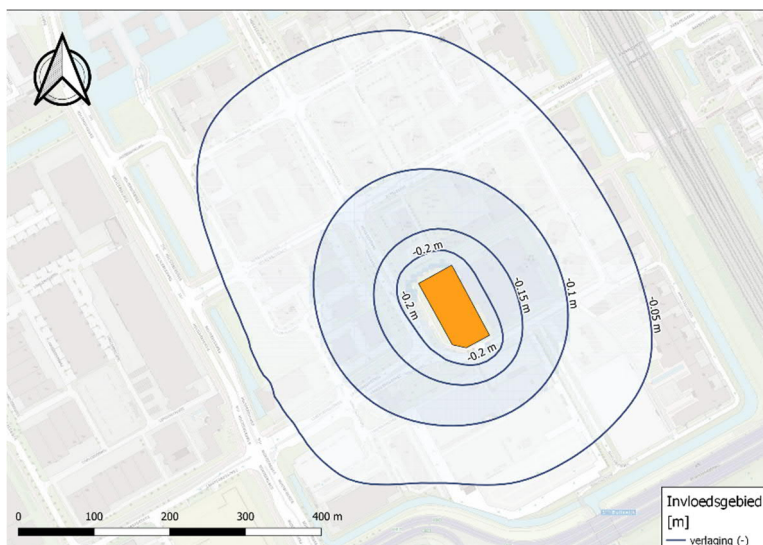 -0.2 m
-0.2 m
-0.15 m
-0.1 m
-0.05 m
-0.2 m
0 100 200 300 400 m
Invloedsgebied
[m]
verlaging (-)